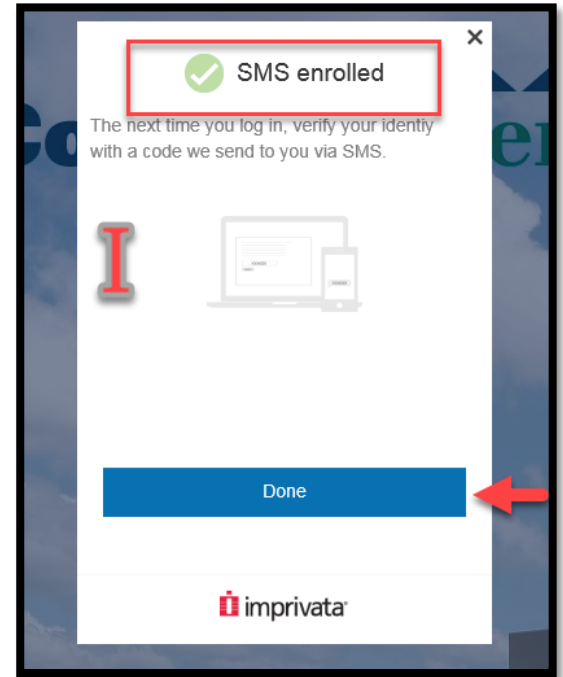 SMS enrolled
The next time you log in, verify your identiy
with a code we send to you via SMS.
I
Done
imprivata